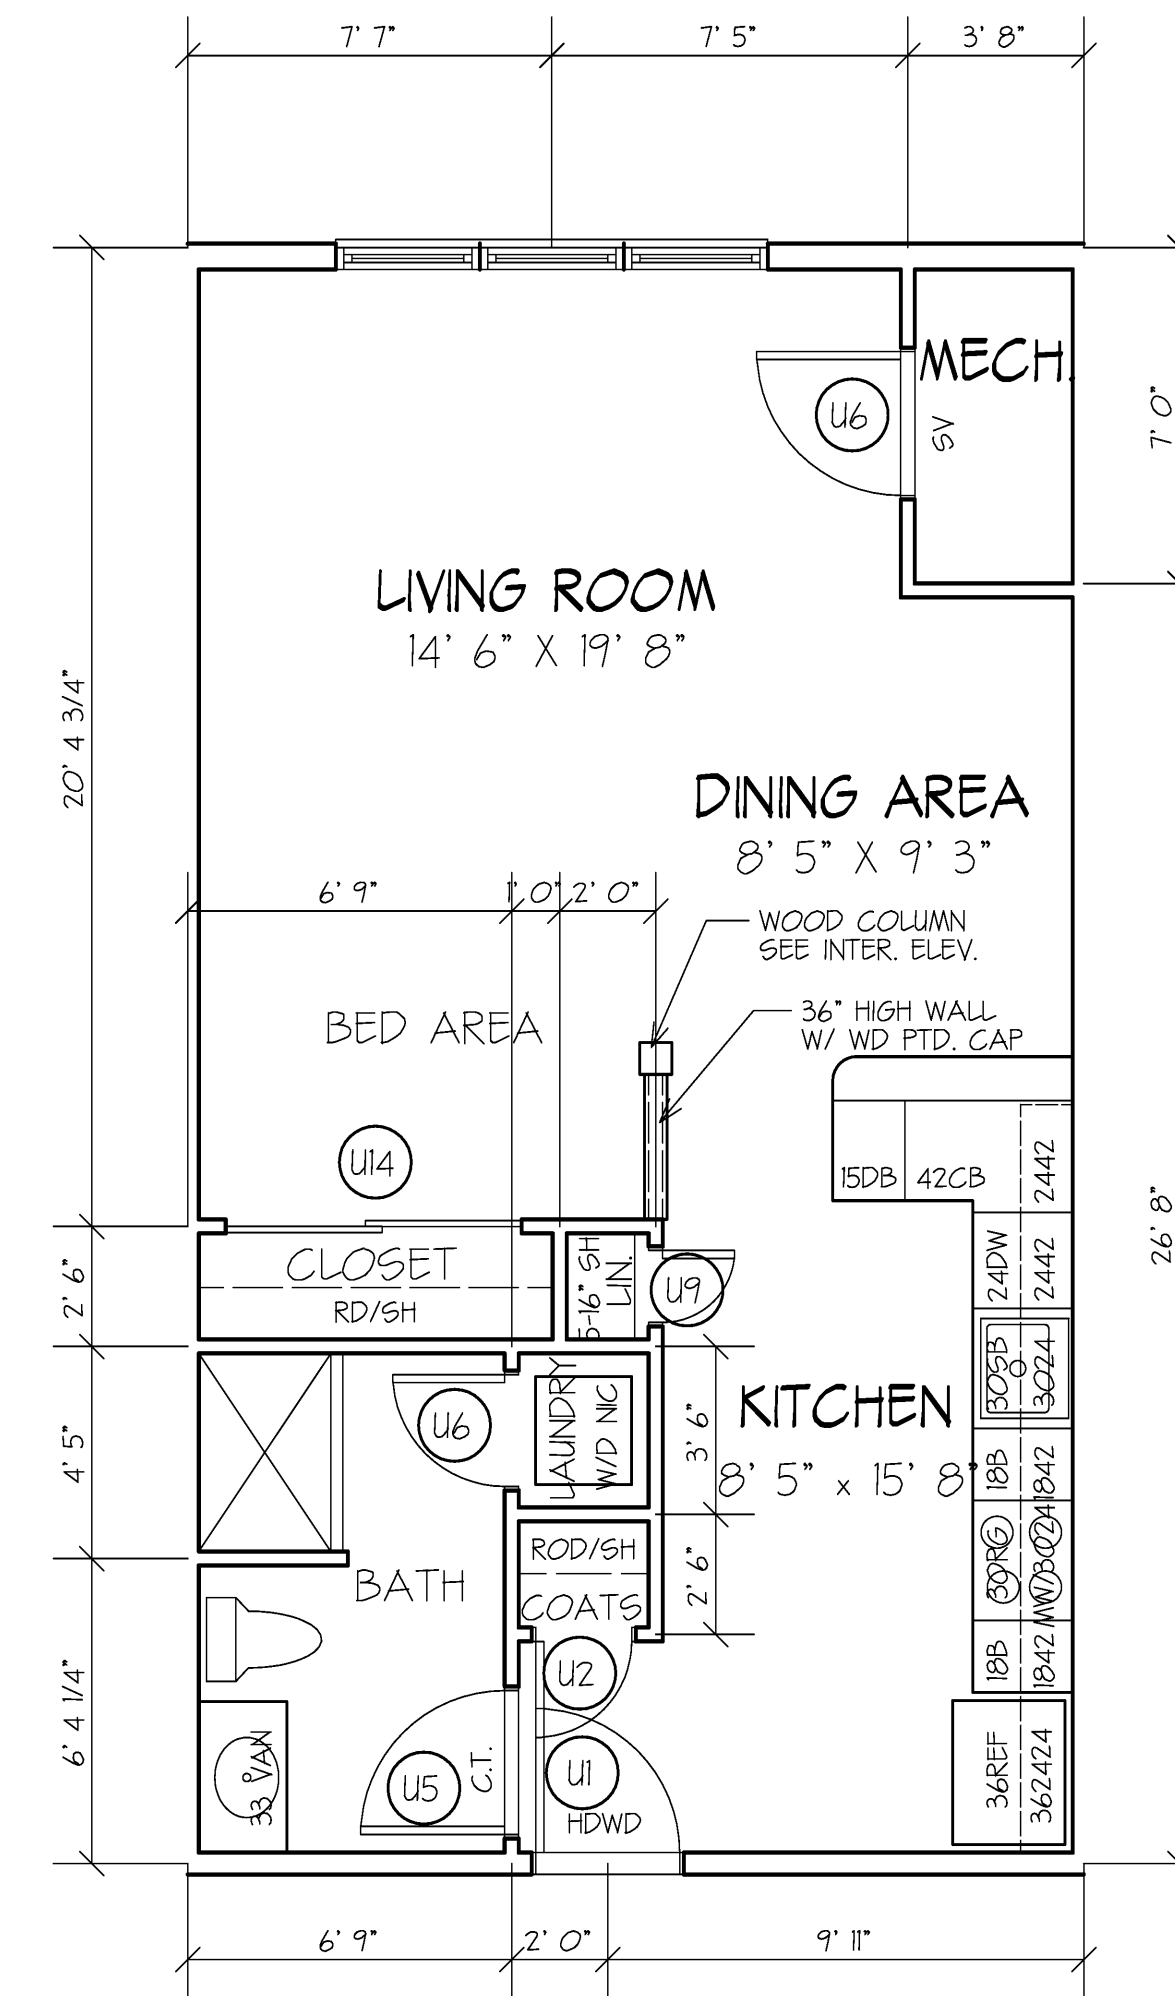 7' 7"
7' 5"
3' 8"
MECH.
U6
SV
7' 0"
LIVING ROOM
14' 6" X 19' 8"
20' 4 3/4"
DINING AREA
8' 5" X 9' 3"
6' 9"
1' 0"
2' 0"
WOOD COLUMN
SEE INTER. ELEV.
36" HIGH WALL
W/ WD PTD. CAP
BED AREA
U14
15DB
42CB
2442
26' 8"
CLOSET
RD/SH
5-16" SH
LIN.
U9
24DW
2442
2' 6"
30SB
3024
KITCHEN
8' 5" x 15' 8"
LAUNDRY
W/D NIC
U6
3' 6"
4' 5"
18B
1842
30RG
MW/3024
ROD/SH
COATS
2' 6"
BATH
18B
1842
U2
6' 4 1/4"
33 VAN
U5
C.T.
U1
HDWD
36REF
362424
6' 9"
2' 0"
9' 11"